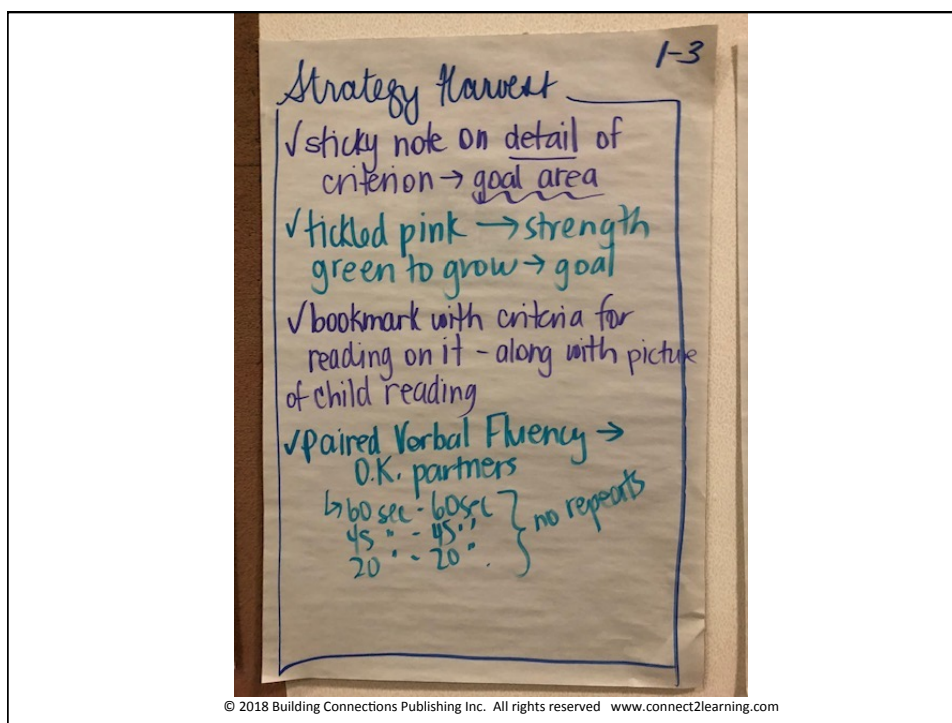 1-3
Strategy Harvest
√sticky note on detail of
criterion → goal area
√tickled pink → strength
green to grow → goal
√bookmark with criteria for
reading on it - along with picture
of child reading
√Paired Verbal Fluency →
O.K. partners
↳60 sec - 60sec
45 " - 45 "
20 " - 20 "
no repeats
© 2018 Building Connections Publishing Inc. All rights reserved www.connect2learning.com